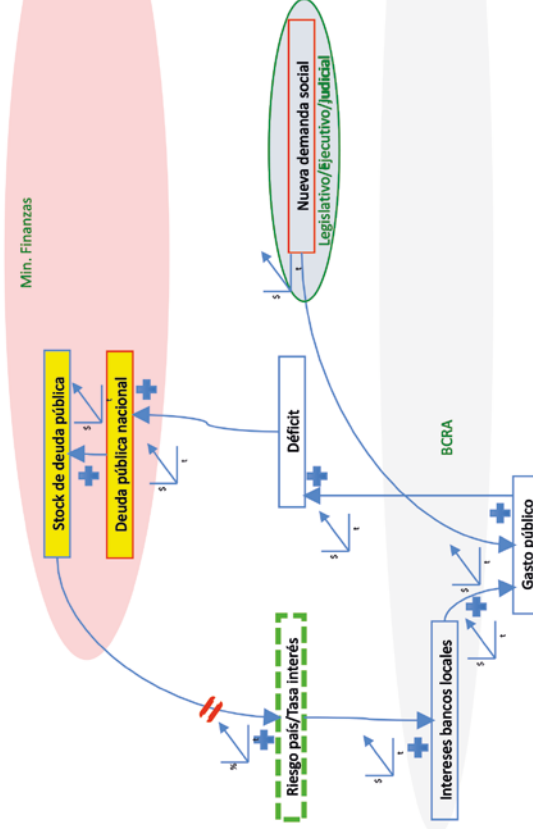 Min. Finanzas
Stock de deuda pública
$
t
Deuda pública nacional
$
t
Nueva demanda social
Legislativo/Ejecutivo/Judicial
$
t
Déficit
$
t
Riesgo país/Tasa interés
%
t
BCRA
Intereses bancos locales
$
t
$
t
Gasto público
$
t